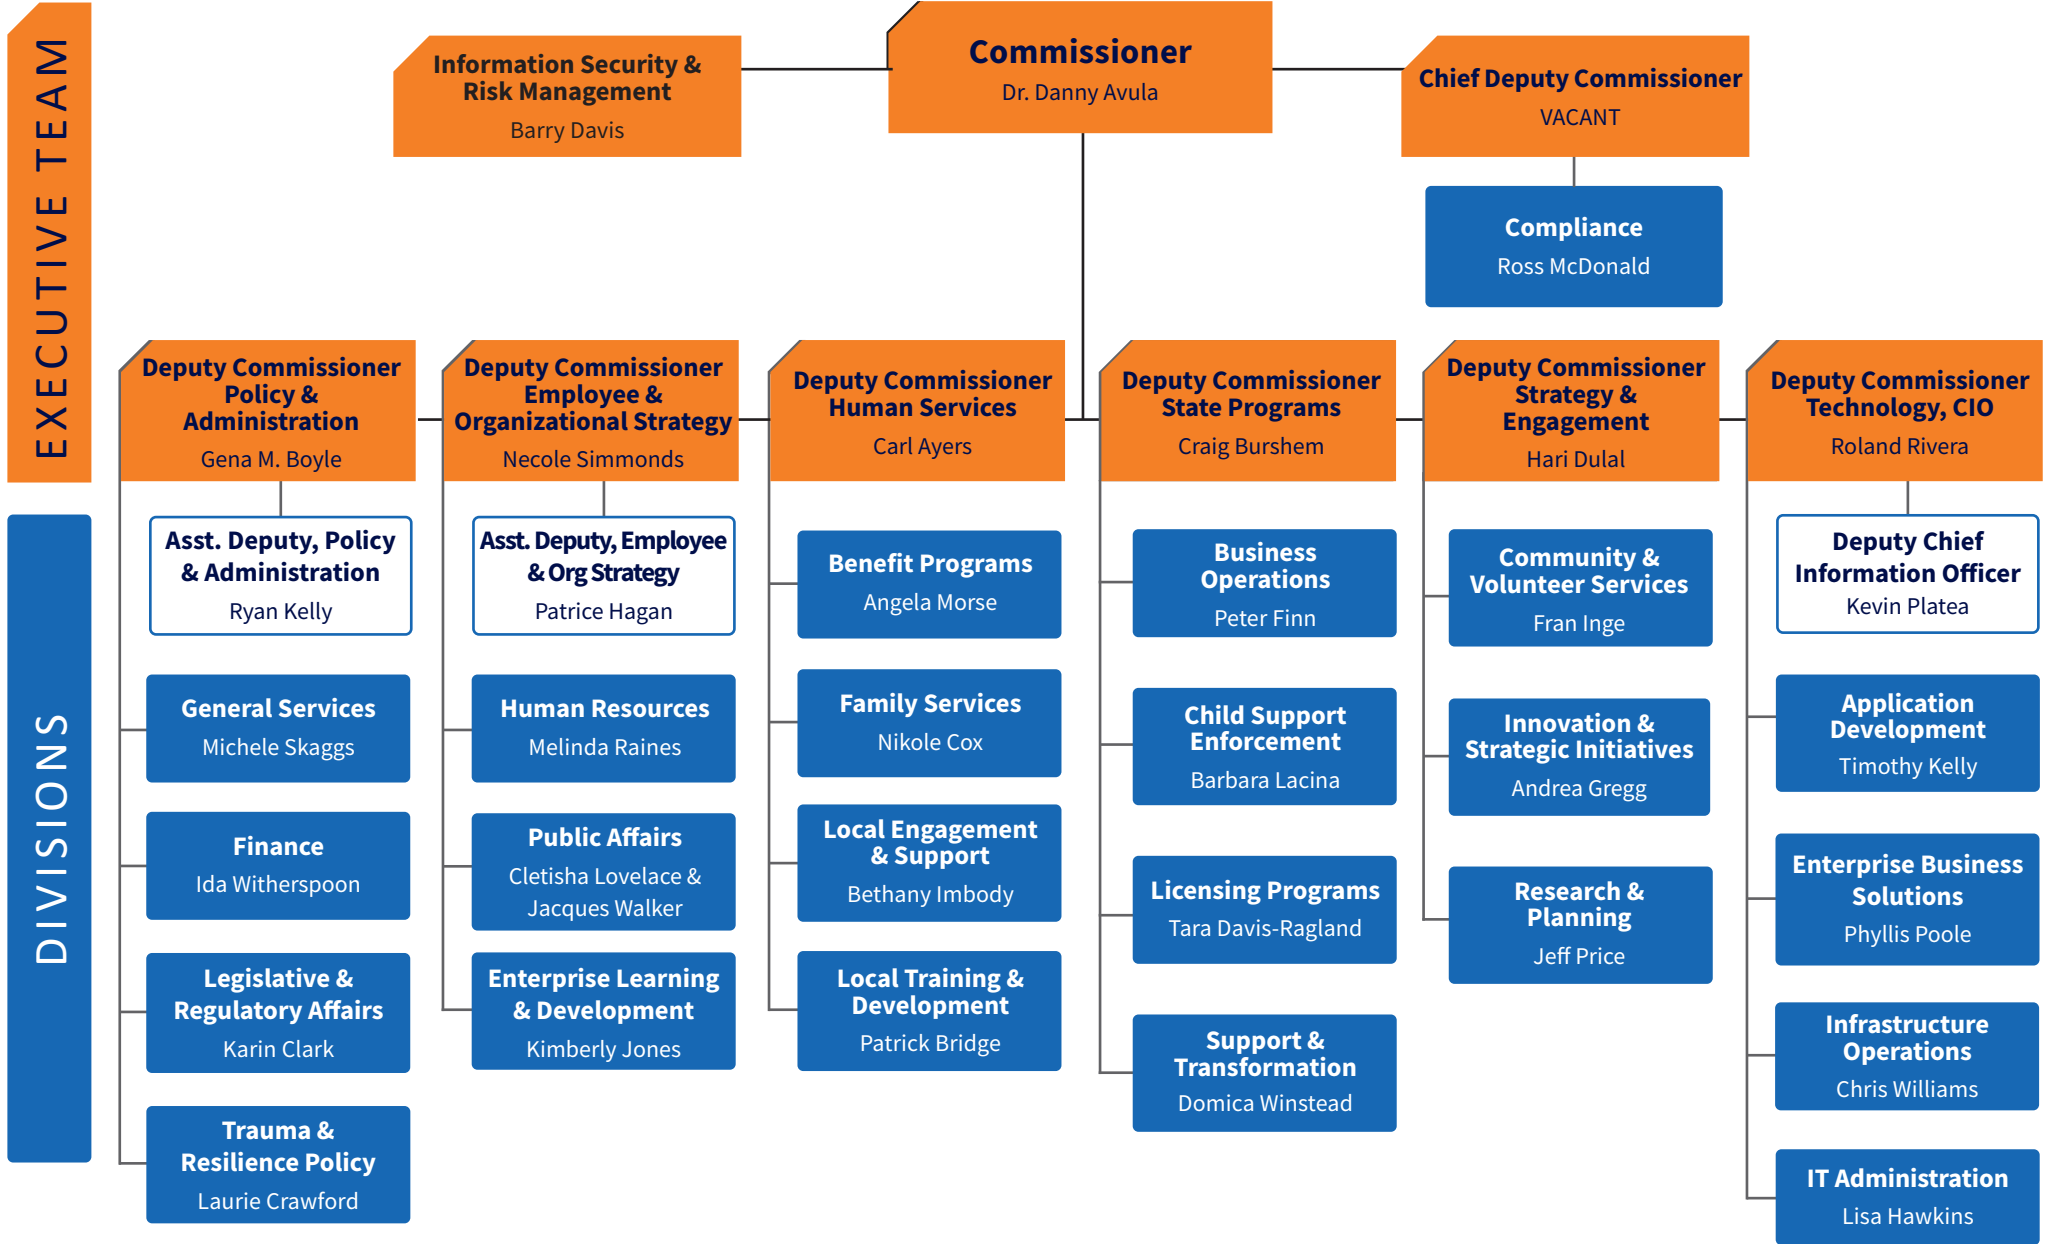 EXECUTIVE TEAM
Information Security &
Risk Management
Barry Davis
Commissioner
Dr. Danny Avula
Chief Deputy Commissioner
VACANT
Compliance
Ross McDonald
Deputy Commissioner
Policy &
Administration
Gena M. Boyle
Deputy Commissioner
Employee &
Organizational Strategy
Necole Simmonds
Deputy Commissioner
Human Services
Carl Ayers
Deputy Commissioner
State Programs
Craig Burshem
Deputy Commissioner
Strategy &
Engagement
Hari Dulal
Deputy Commissioner
Technology, CIO
Roland Rivera
DIVISIONS
Asst. Deputy, Policy
& Administration
Ryan Kelly
General Services
Michele Skaggs
Finance
Ida Witherspoon
Legislative &
Regulatory Affairs
Karin Clark
Trauma &
Resilience Policy
Laurie Crawford
Asst. Deputy, Employee
& Org Strategy
Patrice Hagan
Human Resources
Melinda Raines
Public Affairs
Cletisha Lovelace &
Jacques Walker
Enterprise Learning
& Development
Kimberly Jones
Benefit Programs
Angela Morse
Family Services
Nikole Cox
Local Engagement
& Support
Bethany Imbody
Local Training &
Development
Patrick Bridge
Business
Operations
Peter Finn
Child Support
Enforcement
Barbara Lacina
Licensing Programs
Tara Davis-Ragland
Support &
Transformation
Domica Winstead
Community &
Volunteer Services
Fran Inge
Innovation &
Strategic Initiatives
Andrea Gregg
Research &
Planning
Jeff Price
Deputy Chief
Information Officer
Kevin Platea
Application
Development
Timothy Kelly
Enterprise Business
Solutions
Phyllis Poole
Infrastructure
Operations
Chris Williams
IT Administration
Lisa Hawkins